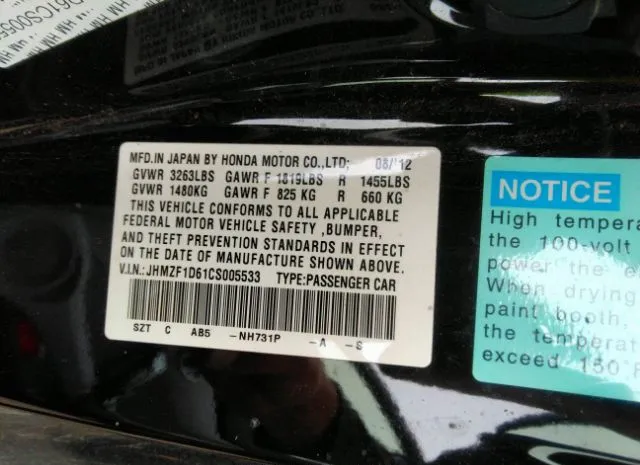 D61CS0055
MFD.IN JAPAN BY HONDA MOTOR CO.,LTD; 08/'12
GVWR 3263LBS GAWR F 1819LBS R 1455LBS
GVWR 1480KG GAWR F 825 KG R 660 KG
THIS VEHICLE CONFORMS TO ALL APPLICABLE
FEDERAL MOTOR VEHICLE SAFETY ,BUMPER,
AND THEFT PREVENTION STANDARDS IN EFFECT
ON THE DATE OF MANUFACTURE SHOWN ABOVE.
V.I.N.: JHMZF1D61CS005533 TYPE:PASSENGER CAR
SZT C AB5 -NH731P -A -S
NOTICE
High tempera
the 100-volt
power the e
When drying
paint booth,
the temperat
exceed 150°F